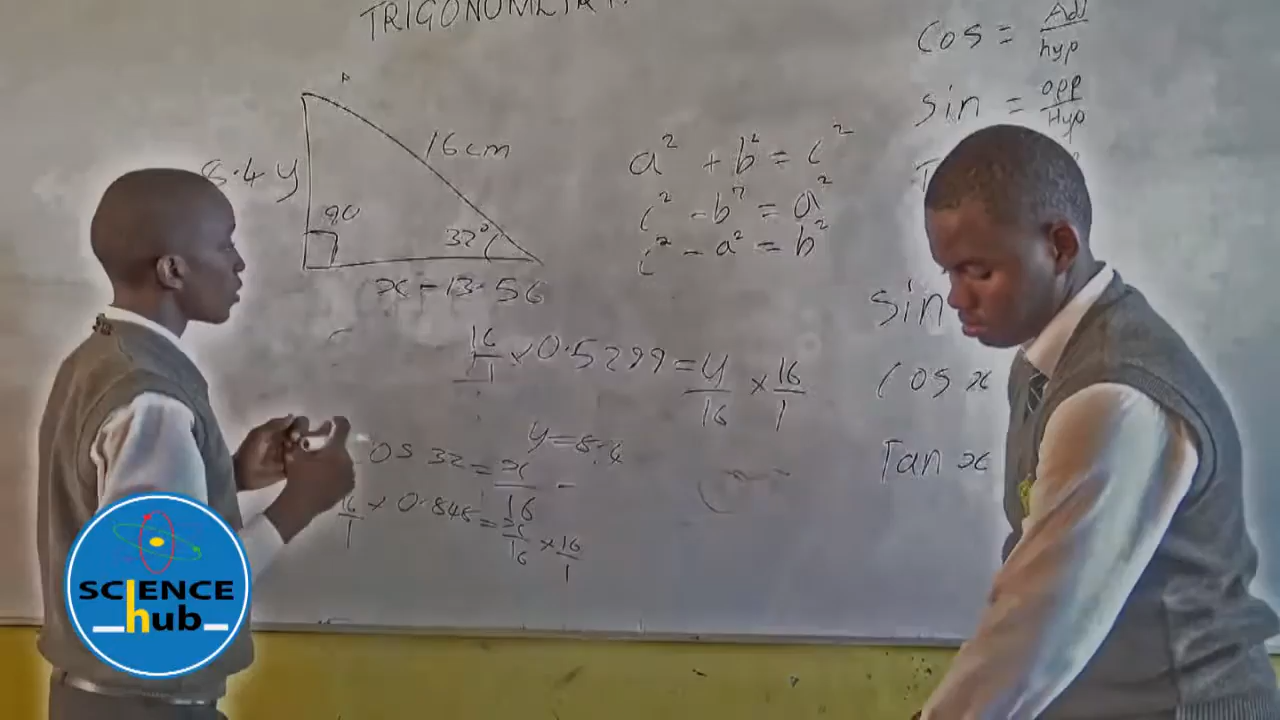 TRIGONOMETRY.
Cos = Adj/hyp
sin = opp/Hyp
16cm
8.4 y
90
32°
x = 13.56
a² + b² = c²
c² - b² = a²
c² - a² = b²
sin
Cos x
Tan x
16/1 × 0.5299 = y/16 × 16/1
y = 8.4
os 32 = x/16
16/1 × 0.848 = x/16 × 16/1
SCIENCE
hub